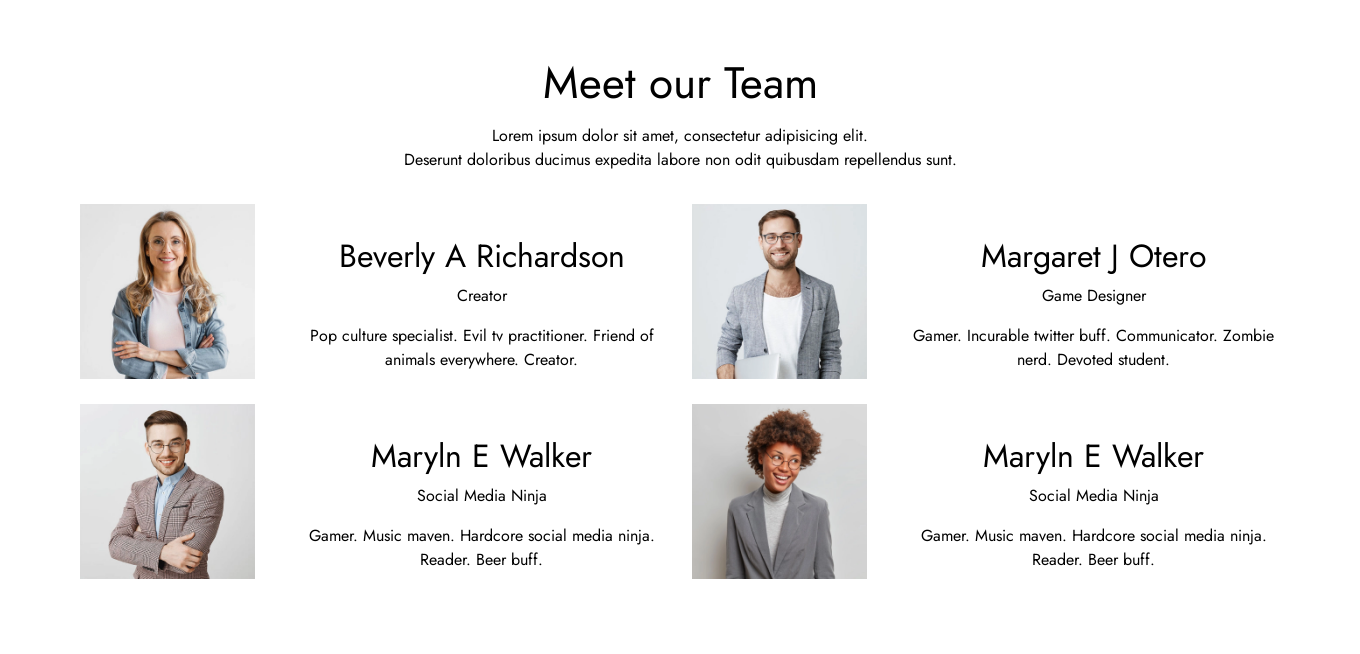 Meet our Team
Lorem ipsum dolor sit amet, consectetur adipisicing elit.
Deserunt doloribus ducimus expedita labore non odit quibusdam repellendus sunt.
Beverly A Richardson
Creator
Pop culture specialist. Evil tv practitioner. Friend of
animals everywhere. Creator.
Margaret J Otero
Game Designer
Gamer. Incurable twitter buff. Communicator. Zombie
nerd. Devoted student.
Maryln E Walker
Social Media Ninja
Gamer. Music maven. Hardcore social media ninja.
Reader. Beer buff.
Maryln E Walker
Social Media Ninja
Gamer. Music maven. Hardcore social media ninja.
Reader. Beer buff.